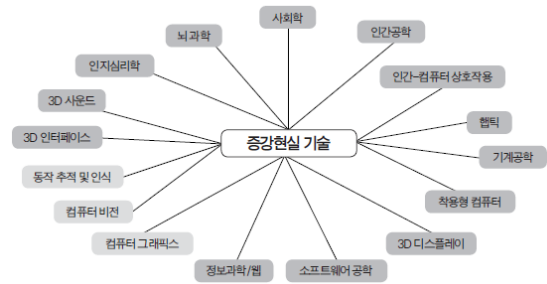 사회학
뇌 과학
인간공학
인지심리학
인간-컴퓨터 상호작용
3D 사운드
햅틱
3D 인터페이스
증강현실 기술
기계공학
동작 추적 및 인식
착용형 컴퓨터
컴퓨터 비전
컴퓨터 그래픽스
3D 디스플레이
정보과학/웹
소프트웨어 공학